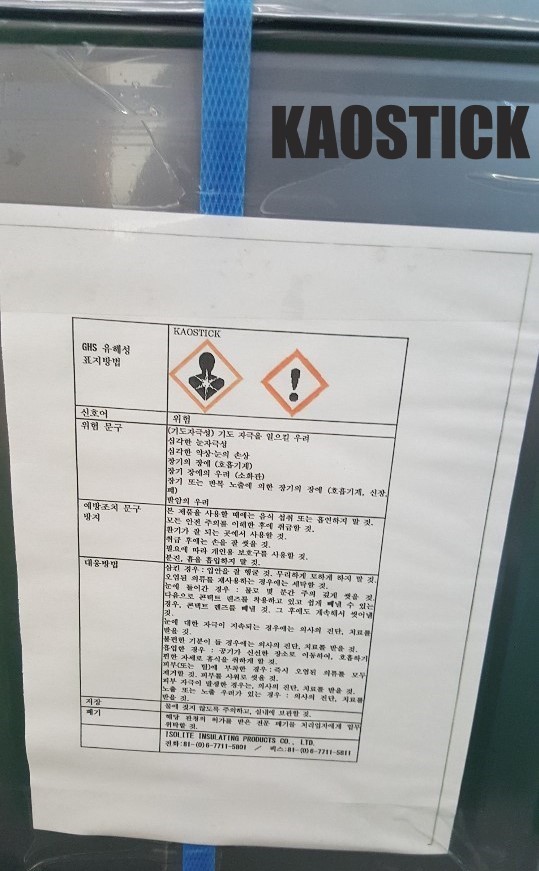 KAOSTICK
KAOSTICK
GHS 유해성
표지방법
신호어
위험
위험 문구
(기도자극성) 기도 자극을 일으킬 우려
심각한 눈자극성
심각한 약상·눈의 손상
장기의 장애 (호흡기계)
장기 장애의 우려 (소화관)
장기 또는 반복 노출에 의한 장기의 장애 (호흡기계, 신장,
폐)
발암의 우려
예방조치 문구
방지
본 제품을 사용할 때에는 음식 섭취 또는 흡연하지 말 것.
모든 안전 주의를 이해한 후에 취급할 것.
환기가 잘 되는 곳에서 사용할 것.
취급 후에는 손을 잘 씻을 것.
필요에 따라 개인용 보호구를 사용할 것.
분진, 흄을 흡입하지 말 것.
대응방법
삼킨 경우: 입안을 잘 헹굴 것. 무리하게 토하게 하지 말 것.
오염된 의류를 재사용하는 경우에는 세탁할 것.
눈에 들어간 경우 : 물로 몇 분간 주의 깊게 씻을 것.
다음으로 콘택트 렌즈를 착용하고 있고 쉽게 빼낼 수 있는
경우, 콘택트 렌즈를 빼낼 것. 그 후에도 계속해서 씻어낼
것.
눈에 대한 자극이 지속되는 경우에는 의사의 진단, 치료를
받을 것.
불편한 기분이 들 경우에는 의사의 진단, 치료를 받을 것.
흡입한 경우 : 공기가 신선한 장소로 이동하여, 호흡하기
편한 자세로 휴식을 취하게 할 것.
피부(또는 털)에 부착한 경우:즉시 오염된 의류를 모두
제거할 것. 피부를 샤워로 씻을 것.
피부 자극이 발생한 경우는, 의사의 진단, 치료를 받을 것.
노출 또는 노출 우려가 있는 경우 : 의사의 진단, 치료를
받을 것.
저장
물에 젖지 않도록 주의하고, 실내에 보관할 것.
폐기
해당 관청의 허가를 받은 전문 폐기물 처리업자에게 업무
위탁할 것.
ISOLITE INSULATING PRODUCTS CO., LTD.
전화:81-(0)6-7711-5801 / 팩스:81-(0)6-7711-5811